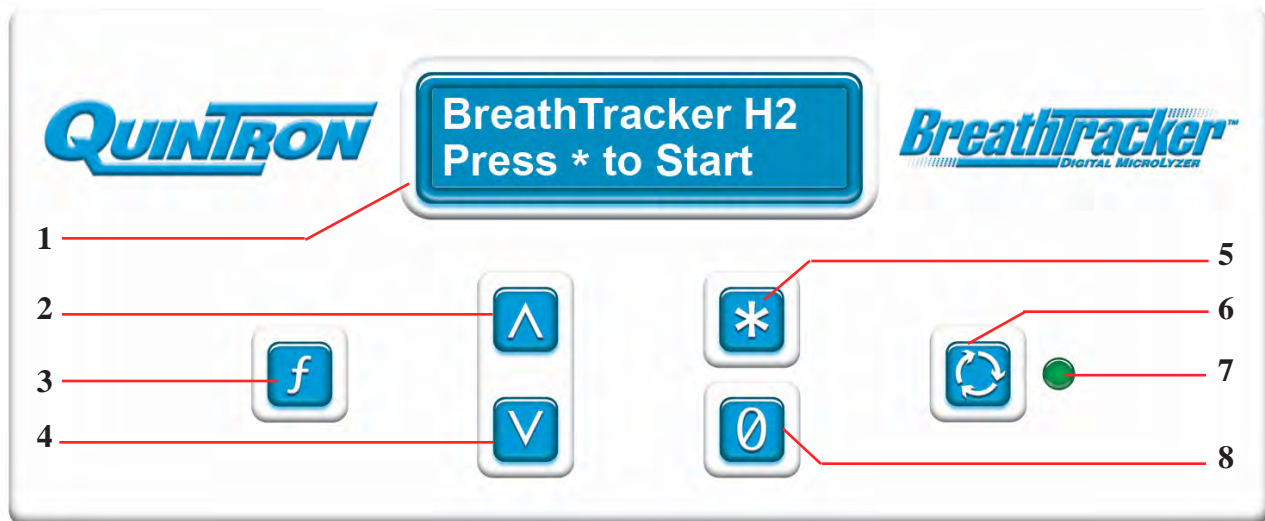 QUINTRON
BreathTracker H2
Press * to Start
BreathTracker™
DIGITAL MICROLYZER
1
5
2
6
3
f
7
4
0
8